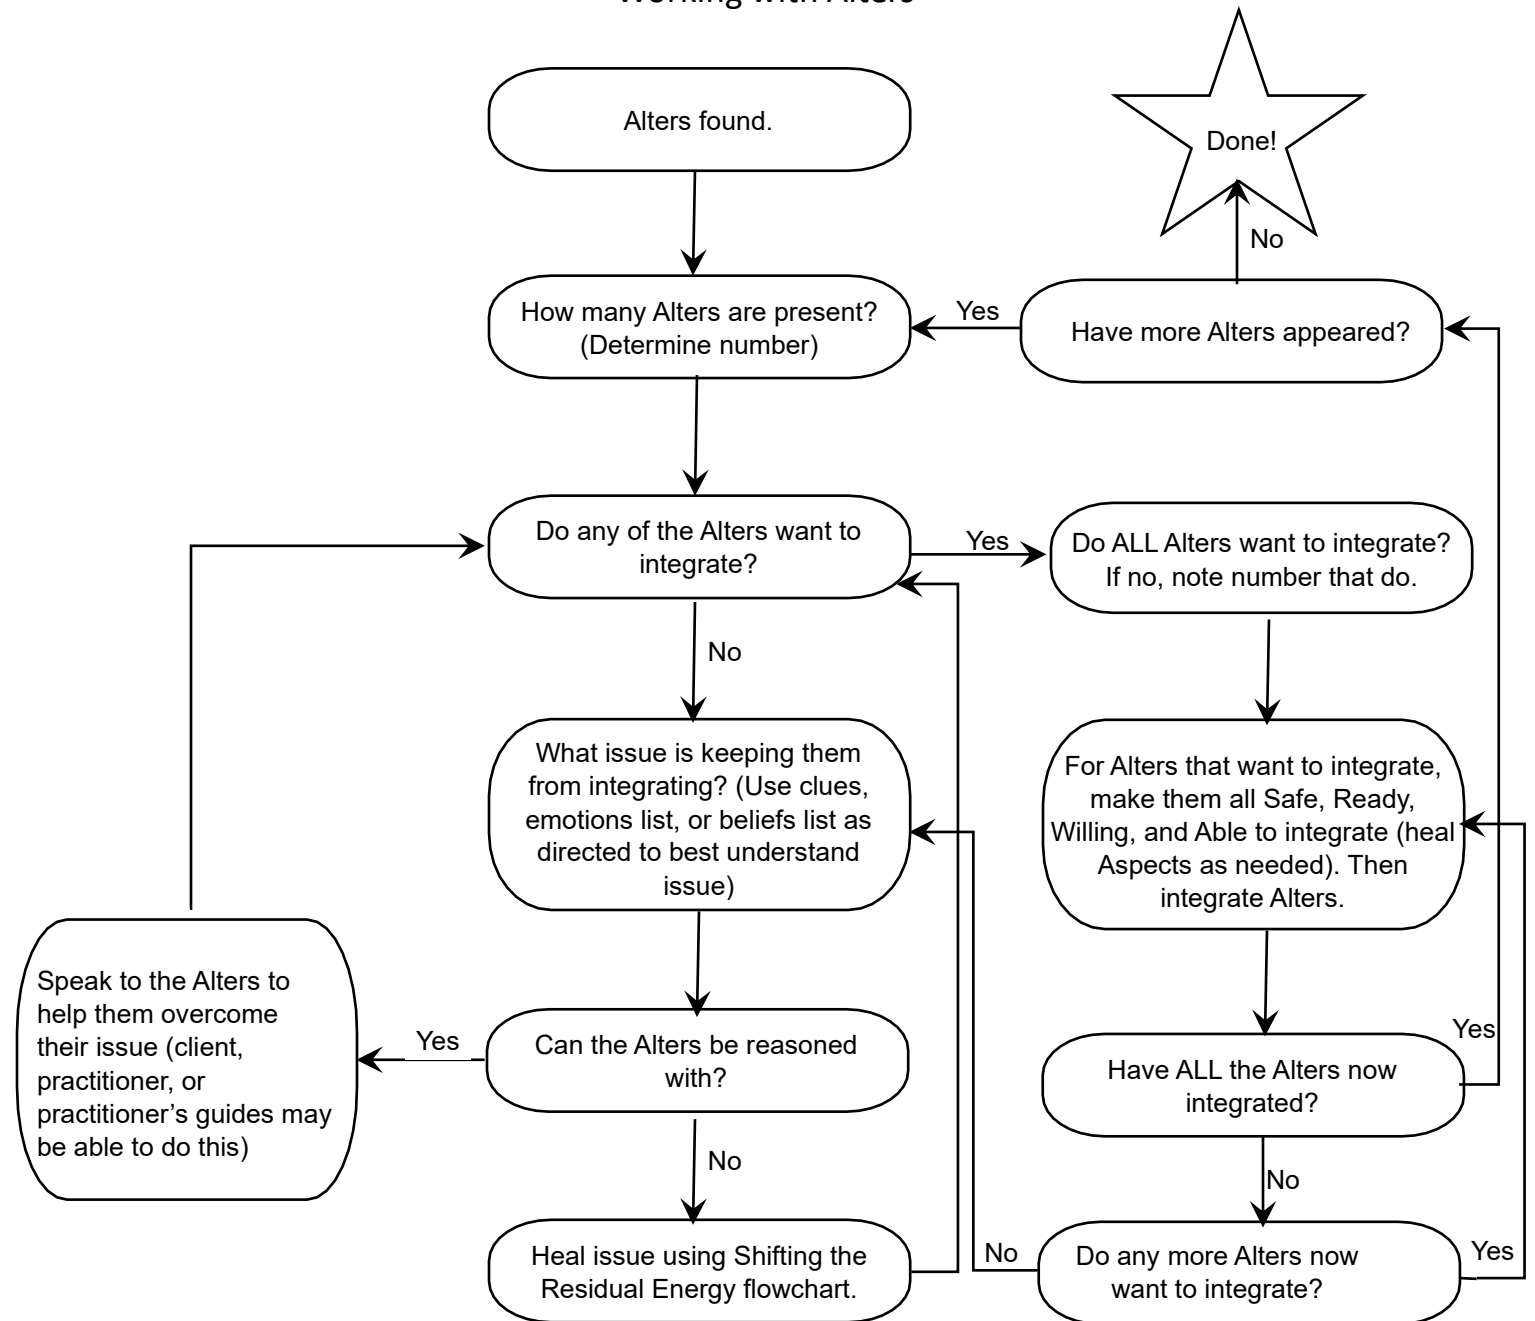 Working with Alters
Alters found.
Done!
No
How many Alters are present?
(Determine number)
Yes
Have more Alters appeared?
Do any of the Alters want to
integrate?
Yes
Do ALL Alters want to integrate?
If no, note number that do.
No
What issue is keeping them
from integrating? (Use clues,
emotions list, or beliefs list as
directed to best understand
issue)
For Alters that want to integrate,
make them all Safe, Ready,
Willing, and Able to integrate (heal
Aspects as needed). Then
integrate Alters.
Speak to the Alters to
help them overcome
their issue (client,
practitioner, or
practitioner’s guides may
be able to do this)
Yes
Can the Alters be reasoned
with?
Yes
Have ALL the Alters now
integrated?
No
No
Heal issue using Shifting the
Residual Energy flowchart.
No
Do any more Alters now
want to integrate?
Yes